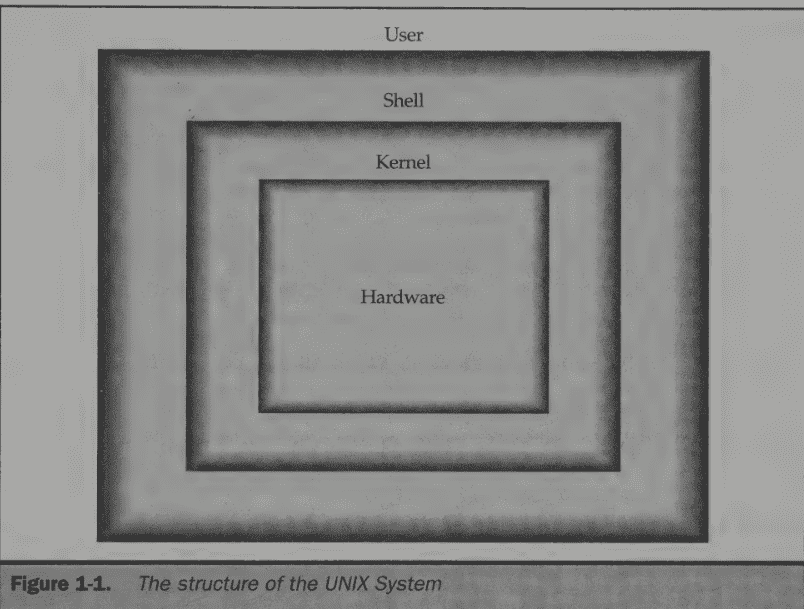 User
Shell
Kernel
Hardware
Figure 1-1. The structure of the UNIX System